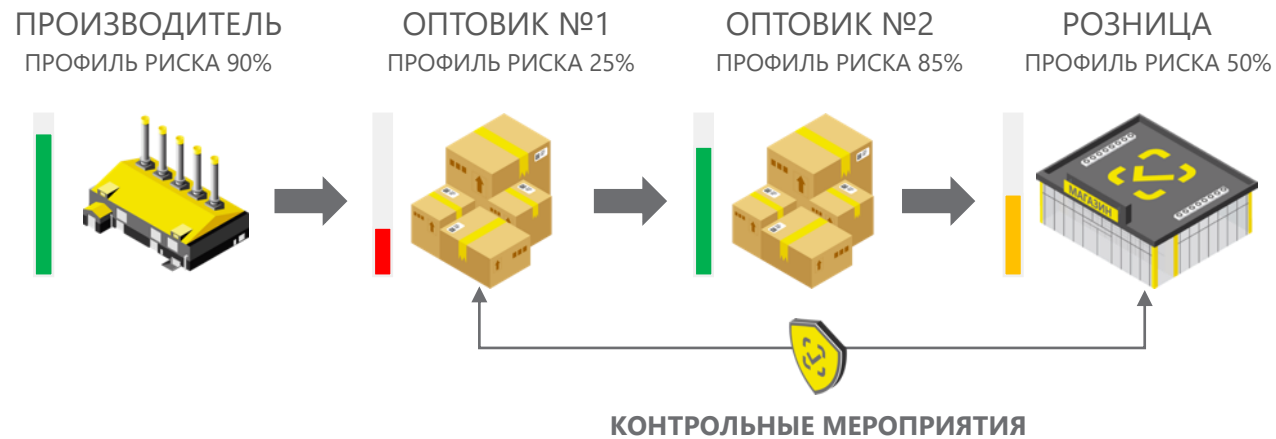 ПРОИЗВОДИТЕЛЬ
ПРОФИЛЬ РИСКА 90%
ОПТОВИК №1
ПРОФИЛЬ РИСКА 25%
ОПТОВИК №2
ПРОФИЛЬ РИСКА 85%
РОЗНИЦА
ПРОФИЛЬ РИСКА 50%
МАГАЗИН
КОНТРОЛЬНЫЕ МЕРОПРИЯТИЯ